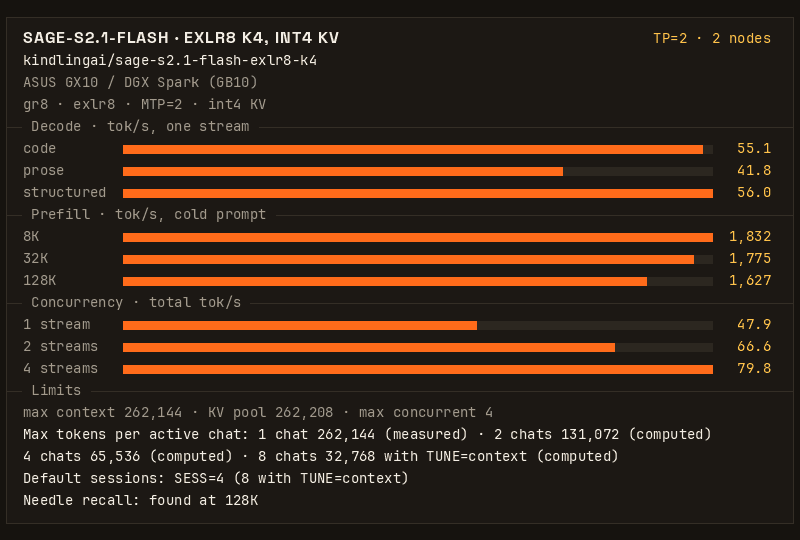 SAGE-S2.1-FLASH · EXLR8 K4, INT4 KV TP=2 · 2 nodes
kindlingai/sage-s2.1-flash-exlr8-k4
ASUS GX10 / DGX Spark (GB10)
gr8 · exlr8 · MTP=2 · int4 KV
Decode · tok/s, one stream
code 55.1
prose 41.8
structured 56.0
Prefill · tok/s, cold prompt
8K 1,832
32K 1,775
128K 1,627
Concurrency · total tok/s
1 stream 47.9
2 streams 66.6
4 streams 79.8
Limits
max context 262,144 · KV pool 262,208 · max concurrent 4
Max tokens per active chat: 1 chat 262,144 (measured) · 2 chats 131,072 (computed)
4 chats 65,536 (computed) · 8 chats 32,768 with TUNE=context (computed)
Default sessions: SESS=4 (8 with TUNE=context)
Needle recall: found at 128K